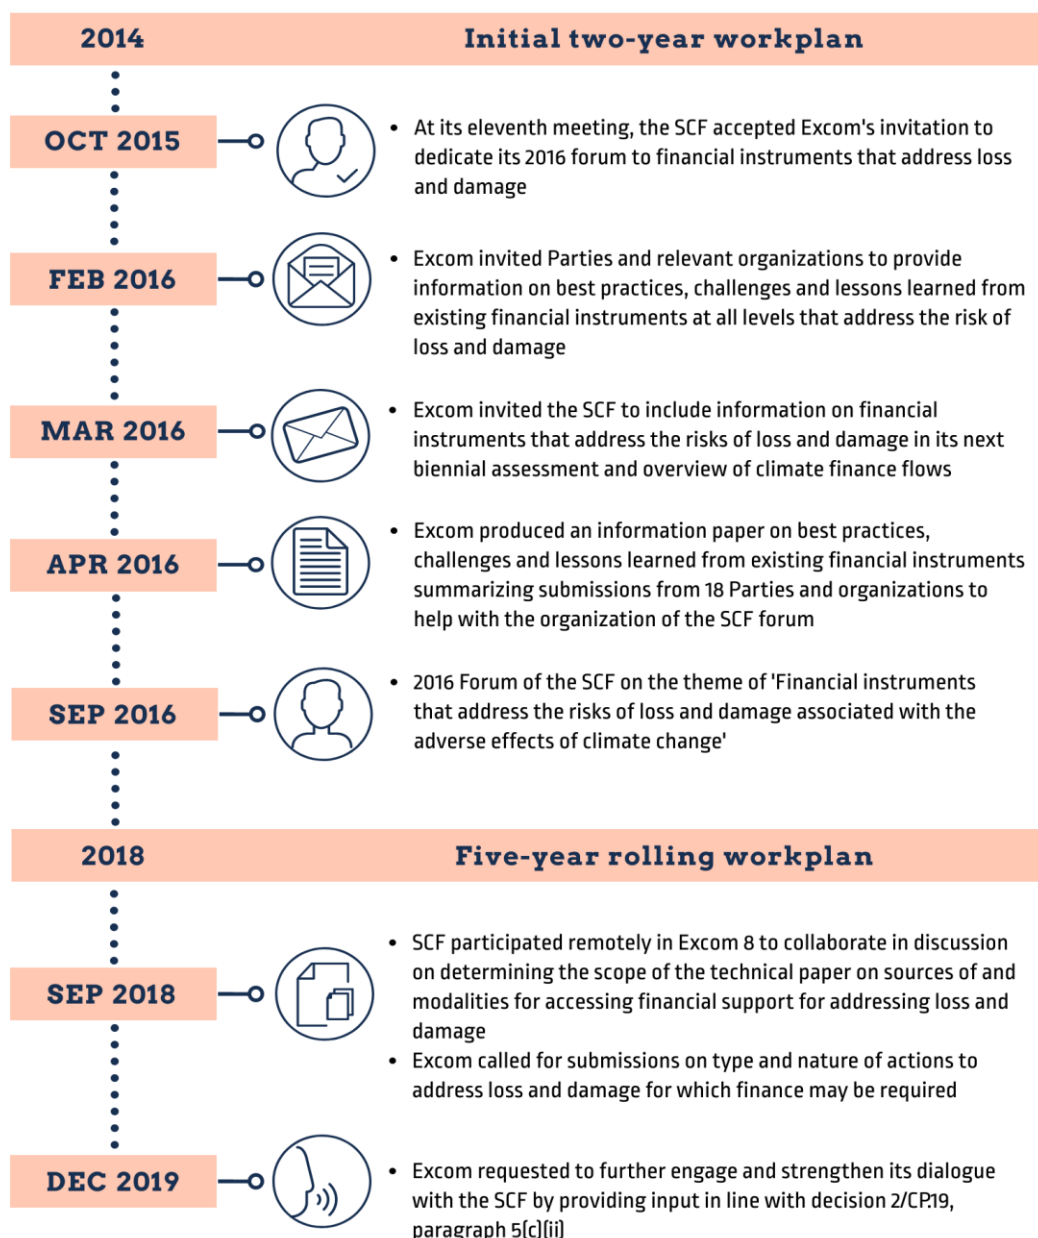 2014 Initial two-year workplan
OCT 2015
• At its eleventh meeting, the SCF accepted Excom's invitation to
dedicate its 2016 forum to financial instruments that address loss
and damage
FEB 2016
• Excom invited Parties and relevant organizations to provide
information on best practices, challenges and lessons learned from
existing financial instruments at all levels that address the risk of
loss and damage
MAR 2016
• Excom invited the SCF to include information on financial
instruments that address the risks of loss and damage in its next
biennial assessment and overview of climate finance flows
APR 2016
• Excom produced an information paper on best practices,
challenges and lessons learned from existing financial instruments
summarizing submissions from 18 Parties and organizations to
help with the organization of the SCF forum
SEP 2016
• 2016 Forum of the SCF on the theme of 'Financial instruments
that address the risks of loss and damage associated with the
adverse effects of climate change'
2018 Five-year rolling workplan
SEP 2018
• SCF participated remotely in Excom 8 to collaborate in discussion
on determining the scope of the technical paper on sources of and
modalities for accessing financial support for addressing loss and
damage
• Excom called for submissions on type and nature of actions to
address loss and damage for which finance may be required
DEC 2019
• Excom requested to further engage and strengthen its dialogue
with the SCF by providing input in line with decision 2/CP.19,
paragraph 5(c)(ii)